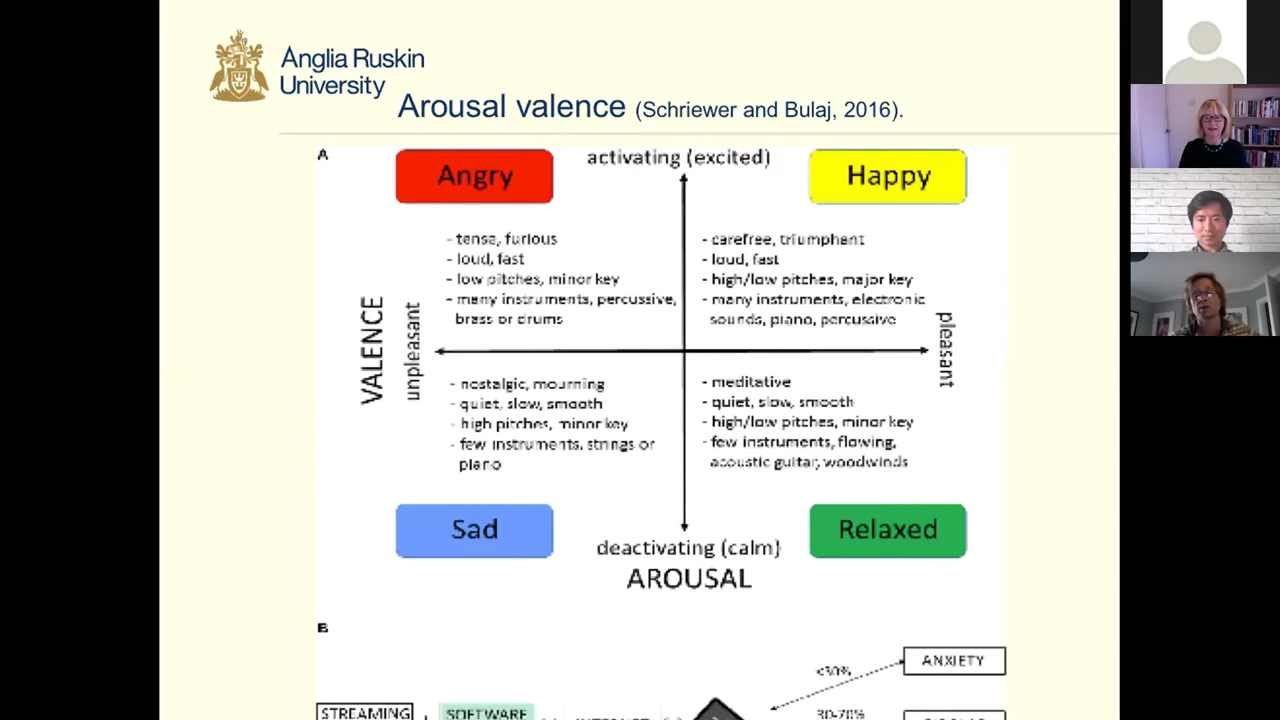 Anglia Ruskin
University
Arousal valence (Schriewer and Bulaj, 2016).
A
activating (excited)
Angry
Happy
- tense, furious
- loud, fast
- low pitches, minor key
- many instruments, percussive,
brass or drums
- carefree, triumphant
- loud, fast
- high/low pitches, major key
- many instruments, electronic
sounds, piano, percussive
VALENCE
unpleasant
pleasant
- nostalgic, mourning
- quiet, slow, smooth
- high pitches, minor key
- few instruments, strings or
piano
- meditative
- quiet, slow, smooth
- high/low pitches, minor key
- few instruments, flowing,
acoustic guitar, woodwinds
Sad
Relaxed
deactivating (calm)
AROUSAL
B
<30%
ANXIETY
30-70%
STREAMING
SOFTWARE